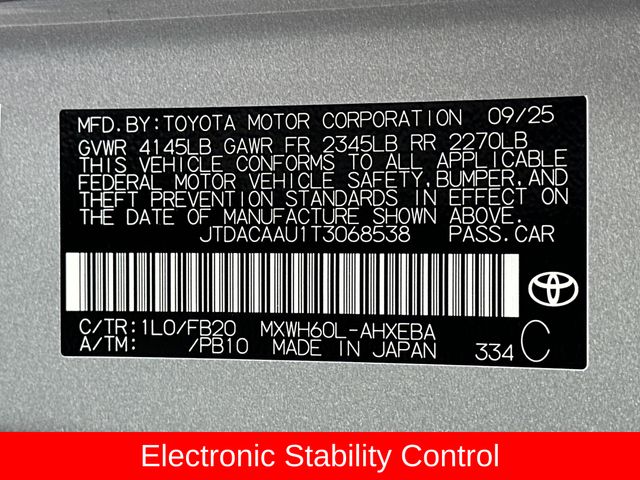 MFD.BY:TOYOTA MOTOR CORPORATION 09/25
GVWR 4145LB GAWR FR 2345LB RR 2270LB
THIS VEHICLE CONFORMS TO ALL APPLICABLE
FEDERAL MOTOR VEHICLE SAFETY, BUMPER, AND
THEFT PREVENTION STANDARDS IN EFFECT ON
THE DATE OF MANUFACTURE SHOWN ABOVE.
JTDACAAU1T3068538 PASS.CAR
C/TR:1L0/FB20 MXWH60L-AHXEBA
A/TM: /PB10 MADE IN JAPAN 334 C
Electronic Stability Control